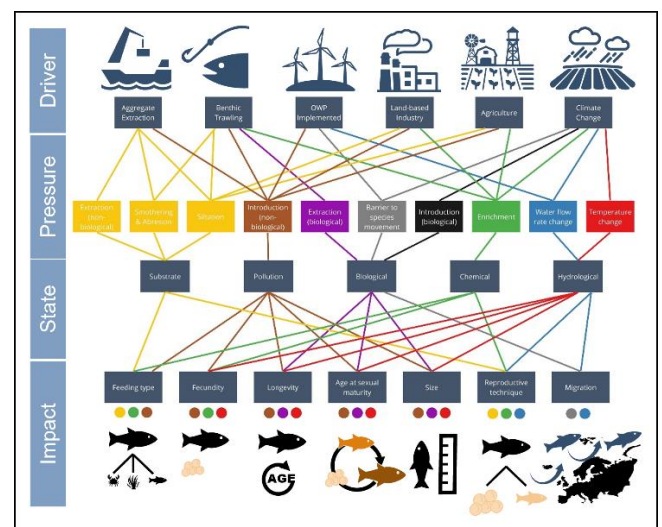 Driver
Aggregate
Extraction
Benthic
Trawling
OWP
Implemented
Land-based
Industry
Agriculture
Climate
Change
Pressure
Extraction
(non-
biological)
Smothering
& Abrasion
Siltation
Introduction
(non-
biological)
Extraction
(biological)
Barrier to
species
movement
Introduction
(biological)
Enrichment
Water flow
rate change
Temperature
change
State
Substrate
Pollution
Biological
Chemical
Hydrological
Impact
Feeding type
Fecundity
Longevity
Age at sexual
maturity
Size
Reproductive
technique
Migration
AGE